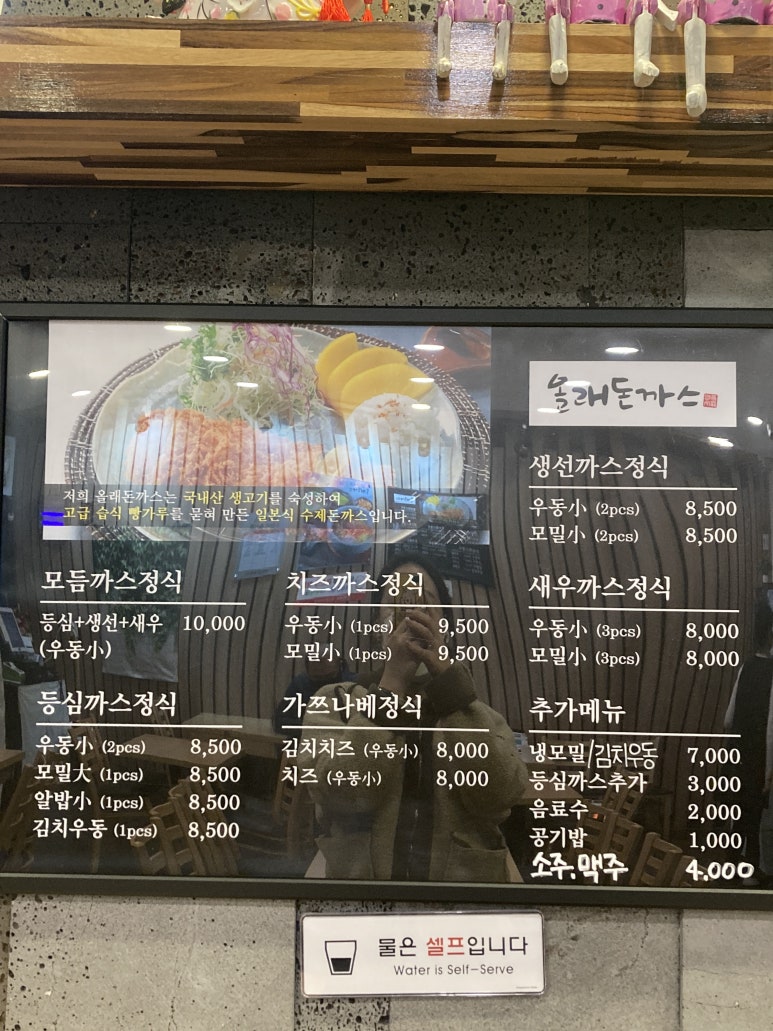 올래돈까스
저희 올래돈까스는 국내산 생고기를 숙성하여
고급 습식 빵가루를 묻혀 만든 일본식 수제돈까스입니다.
모듬까스정식
등심+생선+새우 10,000
(우동小)
등심까스정식
우동小 (2pcs) 8,500
모밀大 (1pcs) 8,500
알밥小 (1pcs) 8,500
김치우동 (1pcs) 8,500
치즈까스정식
우동小 (1pcs) 9,500
모밀小 (1pcs) 9,500
가쯔나베정식
김치치즈 (우동小) 8,000
치즈 (우동小) 8,000
생선까스정식
우동小 (2pcs) 8,500
모밀小 (2pcs) 8,500
새우까스정식
우동小 (3pcs) 8,000
모밀小 (3pcs) 8,000
추가메뉴
냉모밀/김치우동 7,000
등심까스추가 3,000
음료수 2,000
공기밥 1,000
소주.맥주 4.000
물은 셀프입니다
Water is Self-Serve